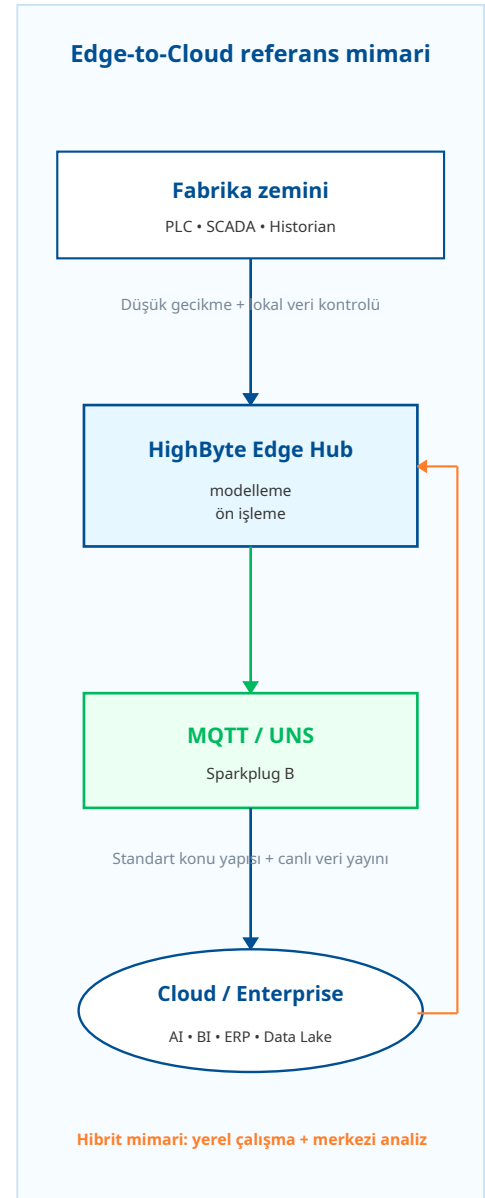 Edge-to-Cloud referans mimari
Fabrika zemini
PLC • SCADA • Historian
Düşük gecikme + lokal veri kontrolü
HighByte Edge Hub
modelleme
ön işleme
MQTT / UNS
Sparkplug B
Standart konu yapısı + canlı veri yayını
Cloud / Enterprise
AI • BI • ERP • Data Lake
Hibrit mimari: yerel çalışma + merkezi analiz